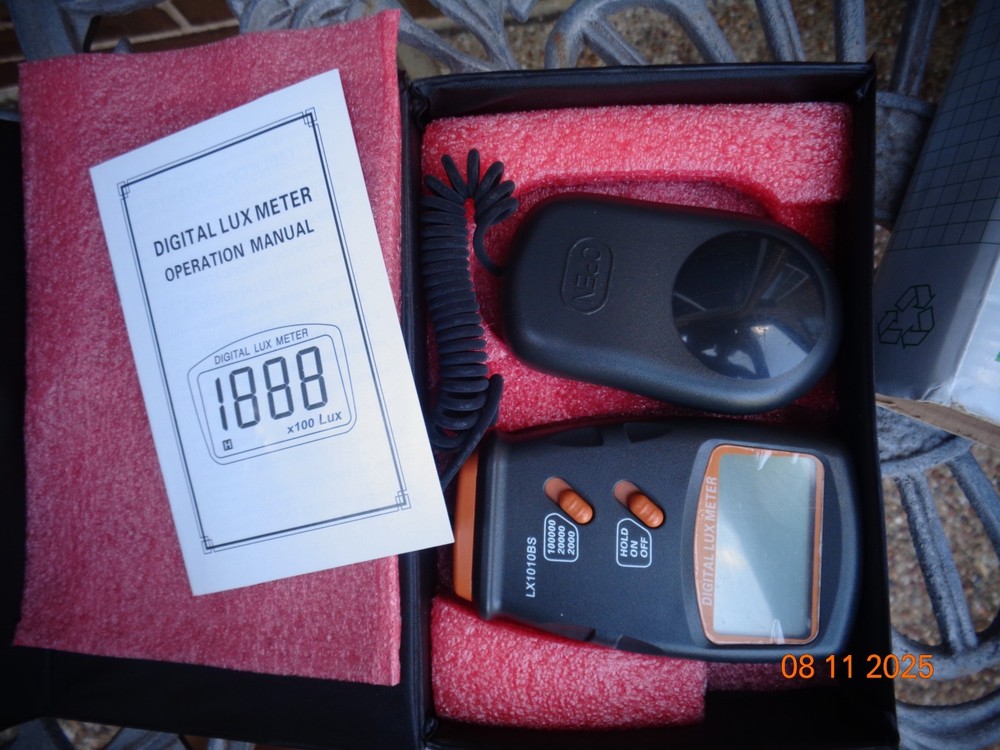 DIGITAL LUX METER
OPERATION MANUAL
DIGITAL LUX METER
1888
x100 Lux
H
LX1010BS
100000
20000
2000
HOLD
ON
OFF
DIGITAL LUX METER
08 11 2025